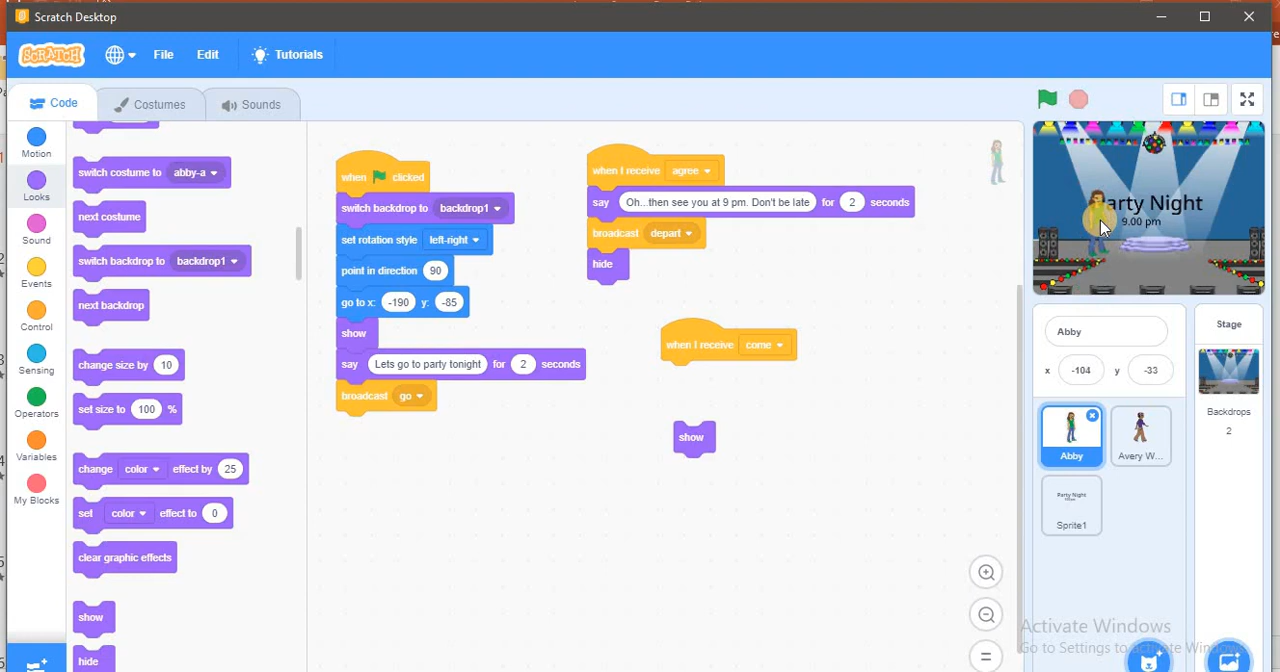 Scratch Desktop
SCRATCH File Edit Tutorials
Code Costumes Sounds
Motion
Looks
Sound
Events
Control
Sensing
Operators
Variables
My Blocks
switch costume to abby-a
next costume
switch backdrop to backdrop1
next backdrop
change size by 10
set size to 100 %
change color effect by 25
set color effect to 0
clear graphic effects
show
hide
when clicked
switch backdrop to backdrop1
set rotation style left-right
point in direction 90
go to x: -190 y: -85
show
say Lets go to party tonight for 2 seconds
broadcast go
when I receive agree
say Oh...then see you at 9 pm. Don't be late for 2 seconds
broadcast depart
hide
when I receive come
show
Party Night
9.00 pm
Abby
x -104 y -33
Abby
Avery W...
Party Night
Sprite1
Stage
Backdrops
2
Activate Windows
Go to Settings to activate Windows.